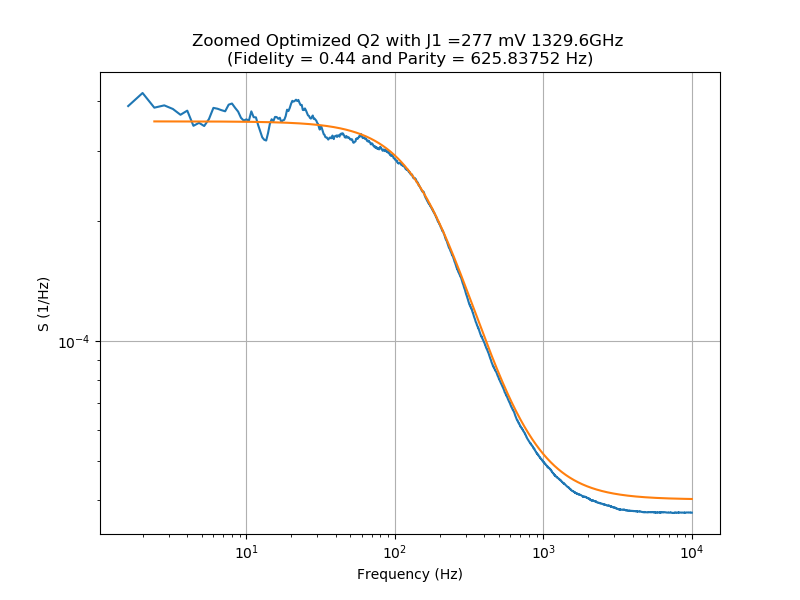 Zoomed Optimized Q2 with J1 =277 mV 1329.6GHz
(Fidelity = 0.44 and Parity = 625.83752 Hz)
S (1/Hz)
10⁻⁴
10¹ 10² 10³ 10⁴
Frequency (Hz)